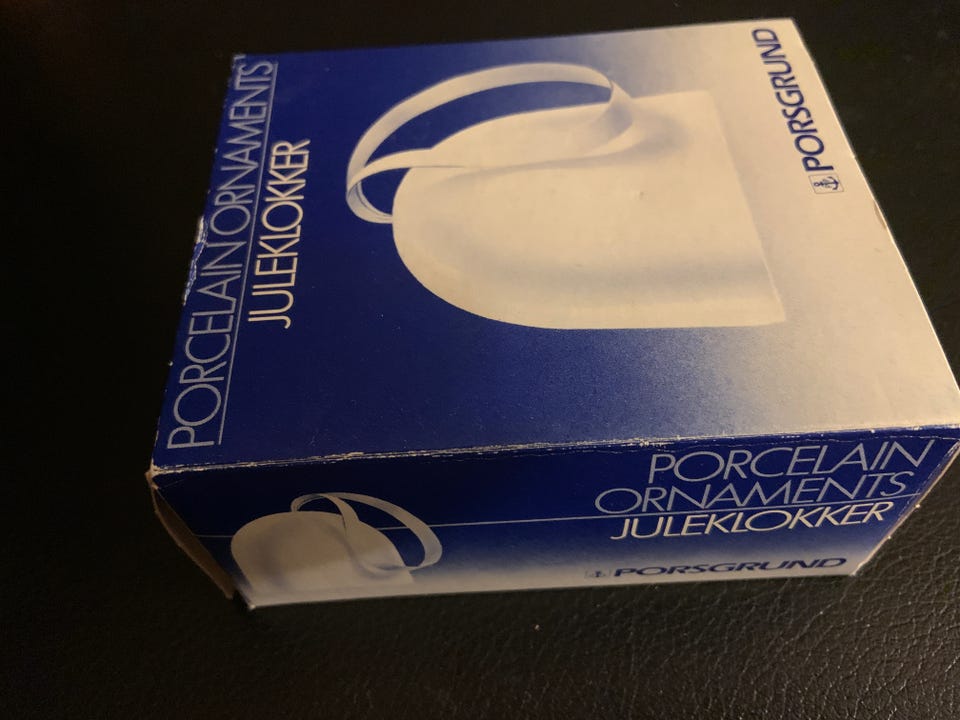 PORCELAIN ORNAMENTS
JULEKLOKKER
PORSGRUND
PORCELAIN
ORNAMENTS
JULEKLOKKER
PORSGRUND